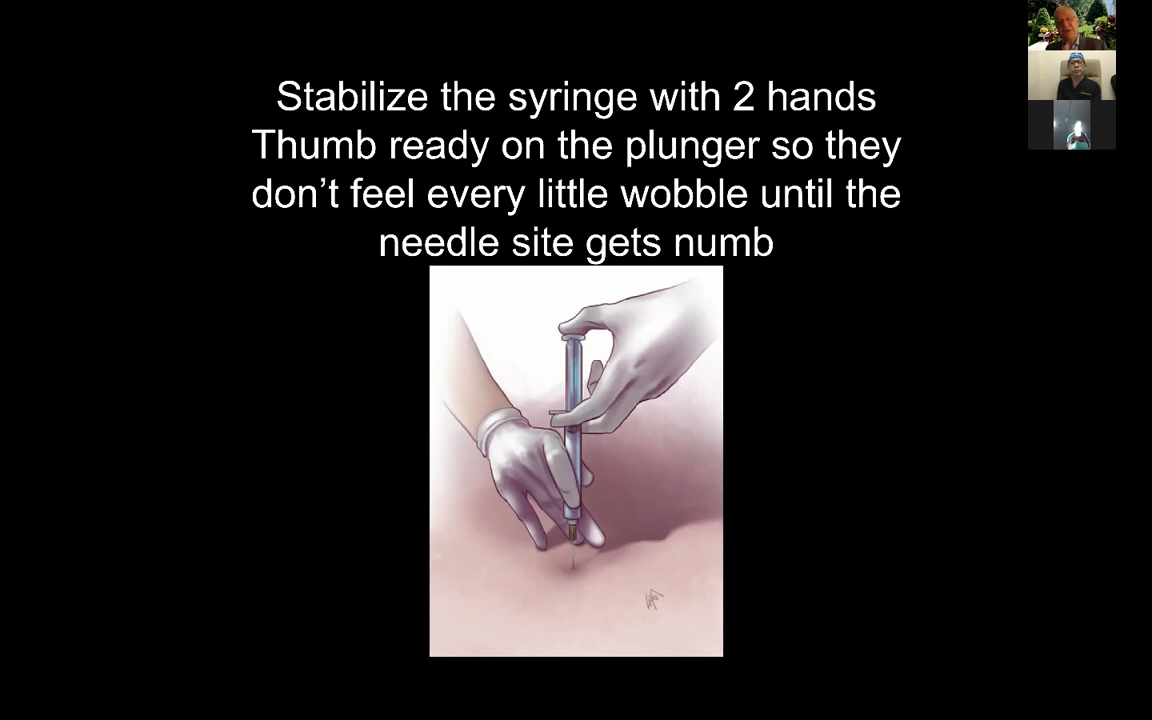 Stabilize the syringe with 2 hands
Thumb ready on the plunger so they
don’t feel every little wobble until the
needle site gets numb